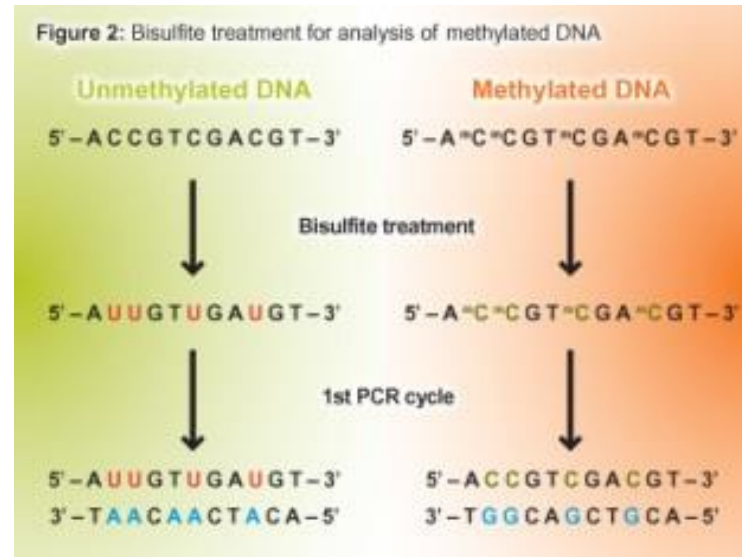 Figure 2: Bisulfite treatment for analysis of methylated DNA
Unmethylated DNA
Methylated DNA
5'–ACCGTCGACGT–3'
5'–AᵐCᵐCGTᵐCGAᵐCGT–3'
Bisulfite treatment
5'–AUUGTUGAUGT–3'
5'–AᵐCᵐCGTᵐCGAᵐCGT–3'
1st PCR cycle
5'–AUUGTUGAUGT–3'
3'–TAACAACTACA–5'
5'–ACCGTCGACGT–3'
3'–TGGCAGCTGCA–5'